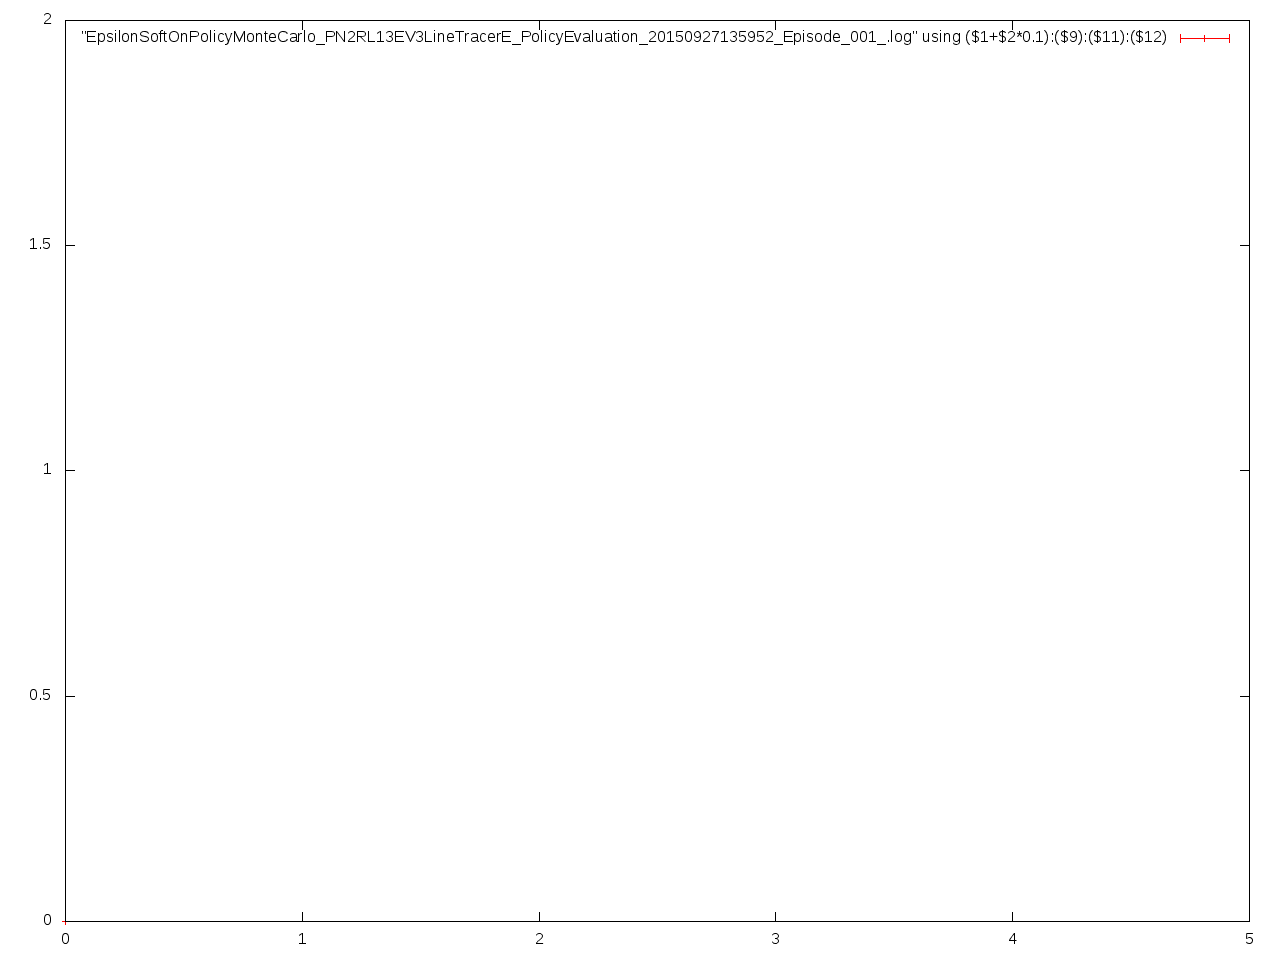 2
"EpsilonSoftOnPolicyMonteCarlo_PN2RL13EV3LineTracerE_PolicyEvaluation_20150927135952_Episode_001_.log" using ($1+$2*0.1):($9):($11):($12)
1.5
1
0.5
0
0 1 2 3 4 5